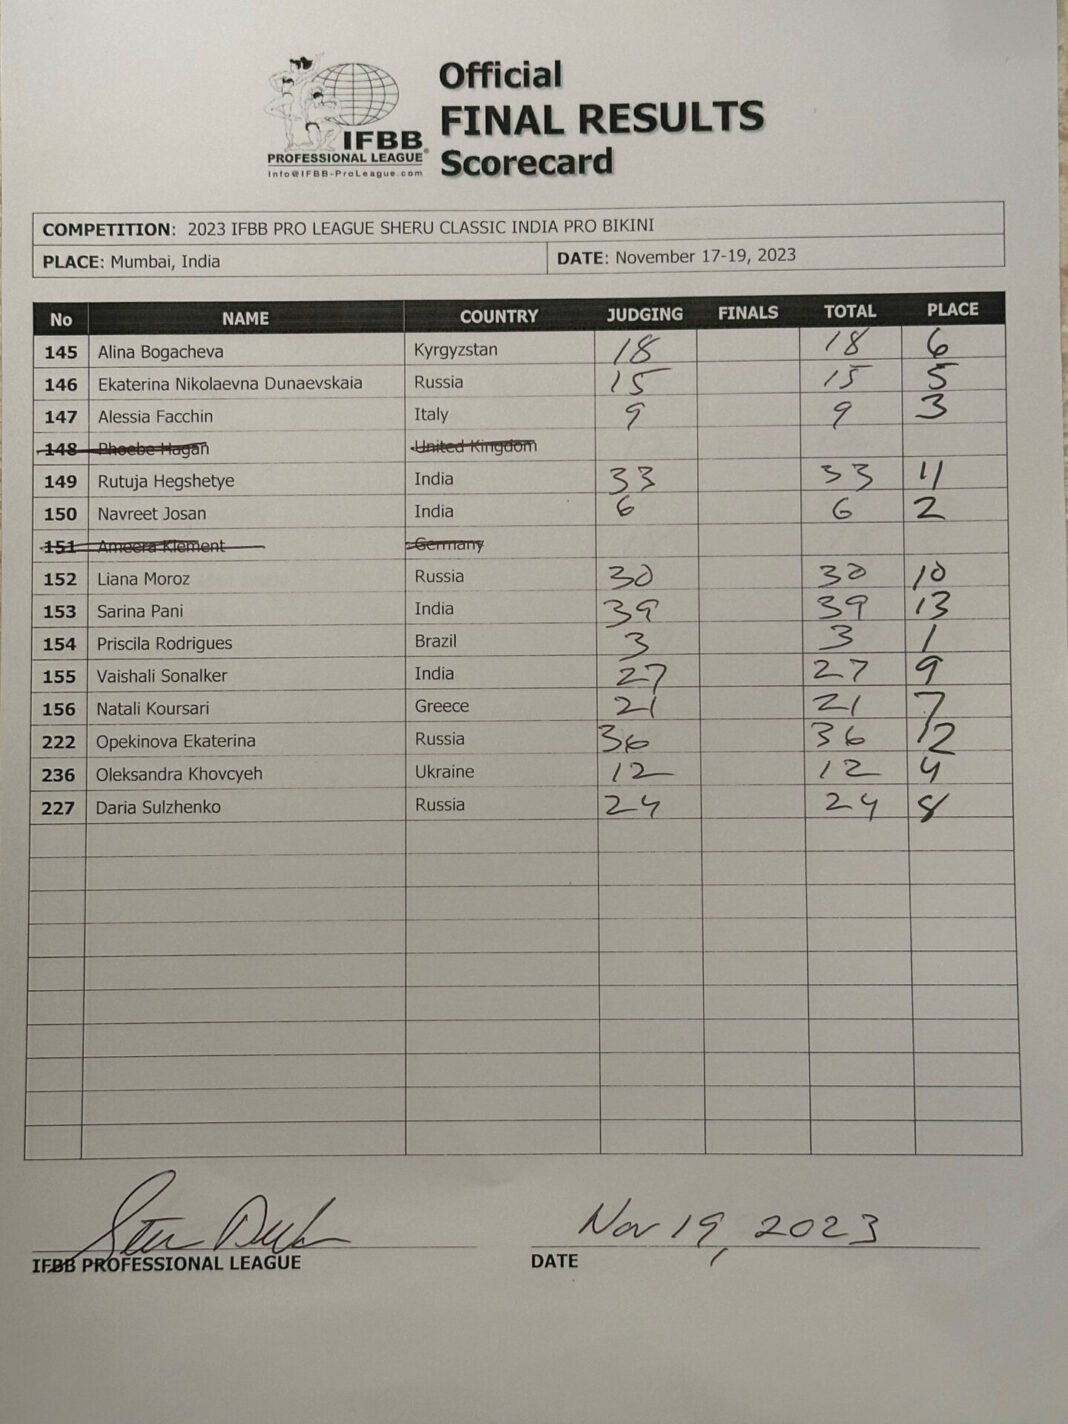 Official
FINAL RESULTS
Scorecard
IFBB
PROFESSIONAL LEAGUE®
Info@IFBB-ProLeague.com
COMPETITION: 2023 IFBB PRO LEAGUE SHERU CLASSIC INDIA PRO BIKINI
PLACE: Mumbai, India DATE: November 17-19, 2023
No NAME COUNTRY JUDGING FINALS TOTAL PLACE
145 Alina Bogacheva Kyrgyzstan 18 18 6
146 Ekaterina Nikolaevna Dunaevskaia Russia 15 15 5
147 Alessia Facchin Italy 9 9 3
148 Phoebe Hagan United Kingdom
149 Rutuja Hegshetye India 33 33 11
150 Navreet Josan India 6 6 2
151 Ameera Klement Germany
152 Liana Moroz Russia 30 30 10
153 Sarina Pani India 39 39 13
154 Priscila Rodrigues Brazil 3 3 1
155 Vaishali Sonalker India 27 27 9
156 Natali Koursari Greece 21 21 7
222 Opekinova Ekaterina Russia 36 36 12
236 Oleksandra Khovcyeh Ukraine 12 12 4
227 Daria Sulzhenko Russia 24 24 8
Nov 19, 2023
IFBB PROFESSIONAL LEAGUE DATE